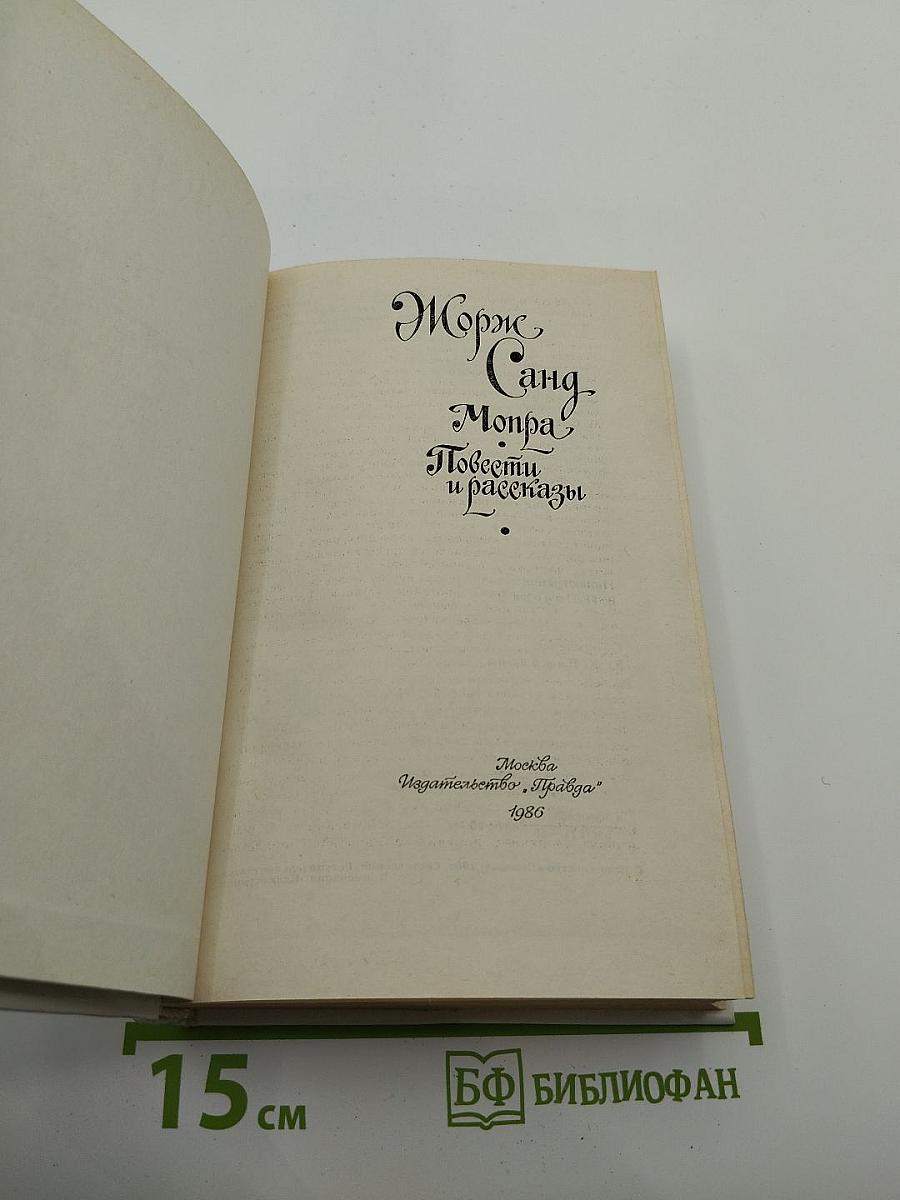 Жорж
Санд
Мопра
Повести
и рассказы
Москва
Издательство „Правда"
1986
15 см
БФ БИБЛИОФАН